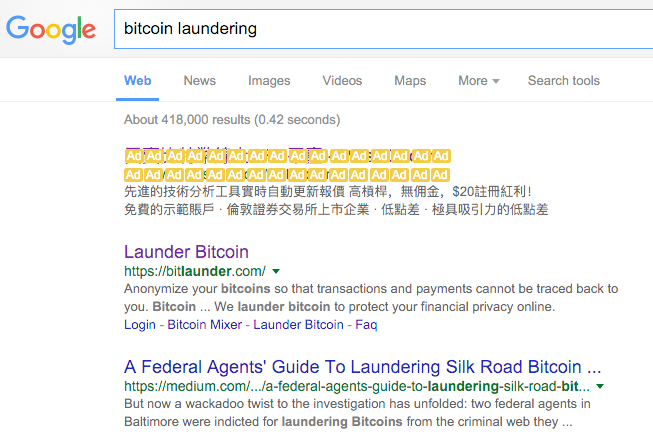 Google
bitcoin laundering
Web News Images Videos Maps More Search tools
About 418,000 results (0.42 seconds)
Ad Ad Ad Ad Ad Ad Ad Ad Ad Ad Ad Ad Ad Ad Ad Ad
Ad Ad Ad Ad Ad Ad Ad Ad Ad Ad Ad Ad Ad Ad Ad Ad
先進的技術分析工具實時自動更新報價 高槓桿，無佣金，$20註冊紅利！
免費的示範賬戶 · 倫敦證券交易所上市企業 · 低點差 · 極具吸引力的低點差
Launder Bitcoin
https://bitlaunder.com/
Anonymize your bitcoins so that transactions and payments cannot be traced back to
you. Bitcoin ... We launder bitcoin to protect your financial privacy online.
Login - Bitcoin Mixer - Launder Bitcoin - Faq
A Federal Agents' Guide To Laundering Silk Road Bitcoin ...
https://medium.com/.../a-federal-agents-guide-to-laundering-silk-road-bit...
But now a wackadoo twist to the investigation has unfolded: two federal agents in
Baltimore were indicted for laundering Bitcoins from the criminal web they ...